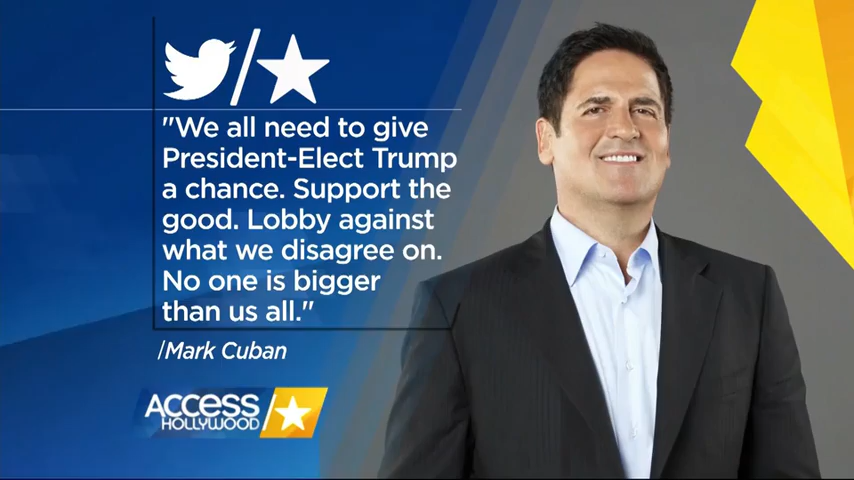 "We all need to give
President-Elect Trump
a chance. Support the
good. Lobby against
what we disagree on.
No one is bigger
than us all."
/Mark Cuban
ACCESS
HOLLYWOOD